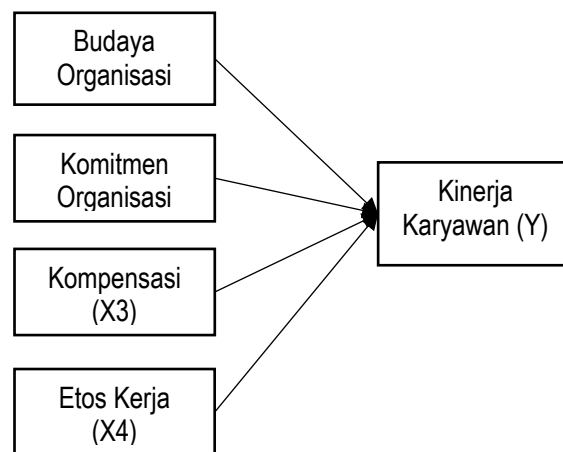 Budaya
Organisasi
Komitmen
Organisasi
Kompensasi
(X3)
Etos Kerja
(X4)
Kinerja
Karyawan (Y)